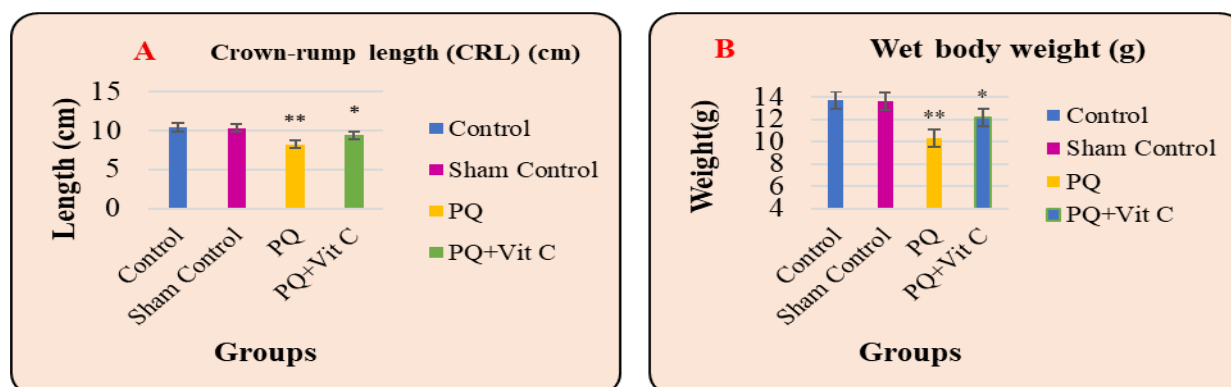 A Crown-rump length (CRL) (cm)
Length (cm)
15
10
5
0
**
*
Control
Sham Control
PQ
PQ+Vit C
Groups
Control
Sham Control
PQ
PQ+Vit C
B Wet body weight (g)
Weight(g)
14
12
10
8
6
4
**
*
Control
Sham Control
PQ
PQ+Vit C
Groups
Control
Sham Control
PQ
PQ+Vit C